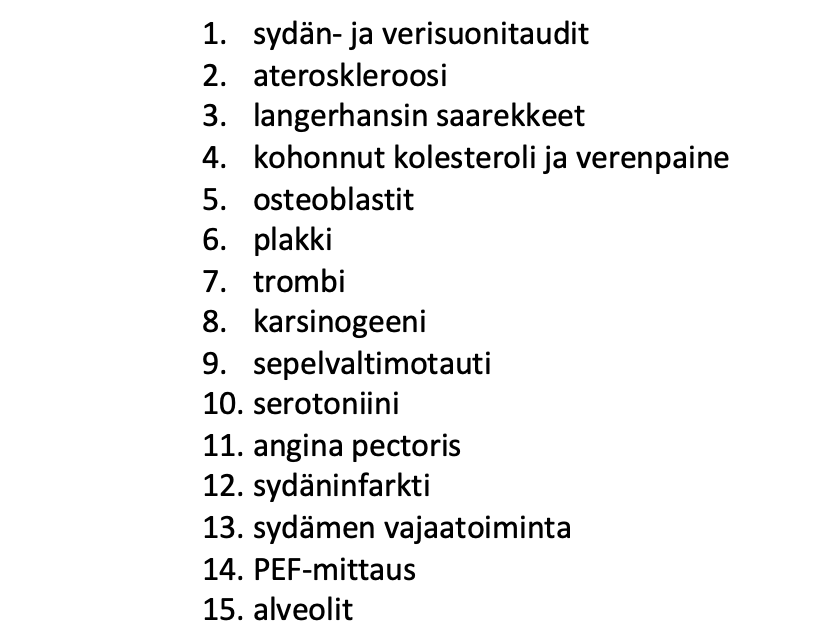 1. sydän- ja verisuonitaudit
2. ateroskleroosi
3. langerhansin saarekkeet
4. kohonnut kolesteroli ja verenpaine
5. osteoblastit
6. plakki
7. trombi
8. karsinogeeni
9. sepelvaltimotauti
10. serotoniini
11. angina pectoris
12. sydäninfarkti
13. sydämen vajaatoiminta
14. PEF-mittaus
15. alveolit